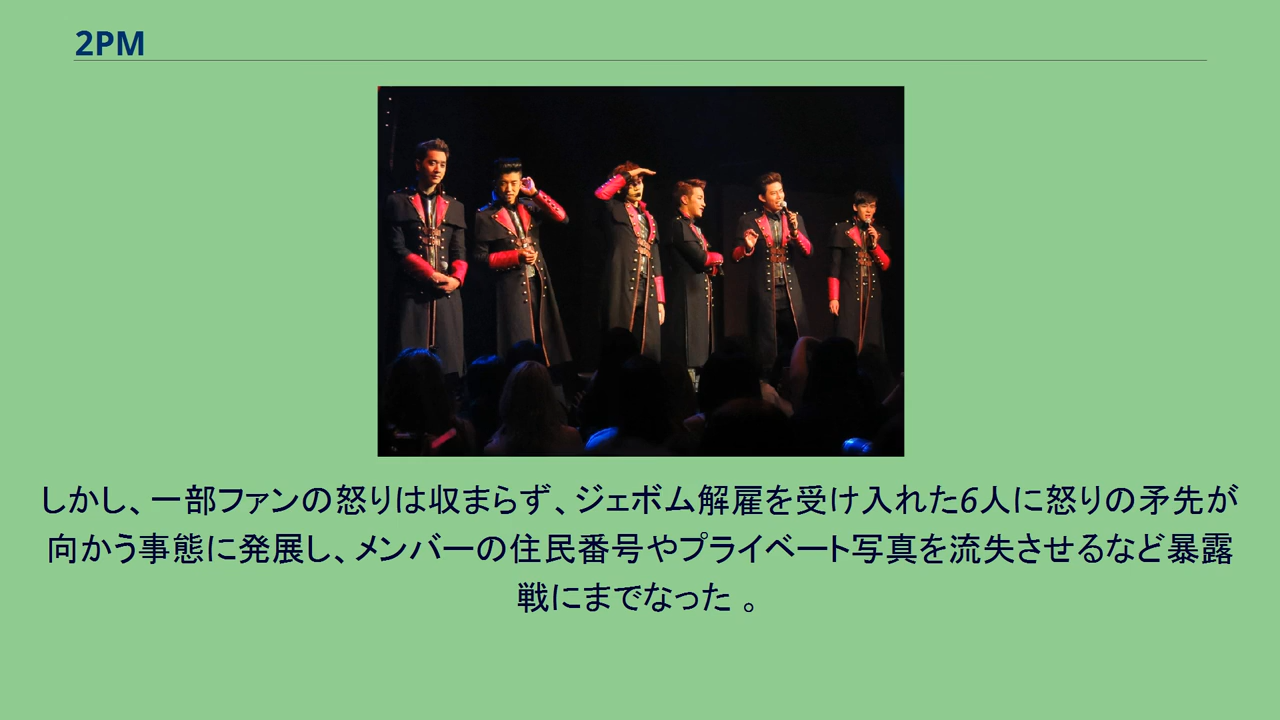 2PM
しかし、一部ファンの怒りは収まらず、ジェボム解雇を受け入れた6人に怒りの矛先が
向かう事態に発展し、メンバーの住民番号やプライベート写真を流失させるなど暴露
戦にまでなった 。